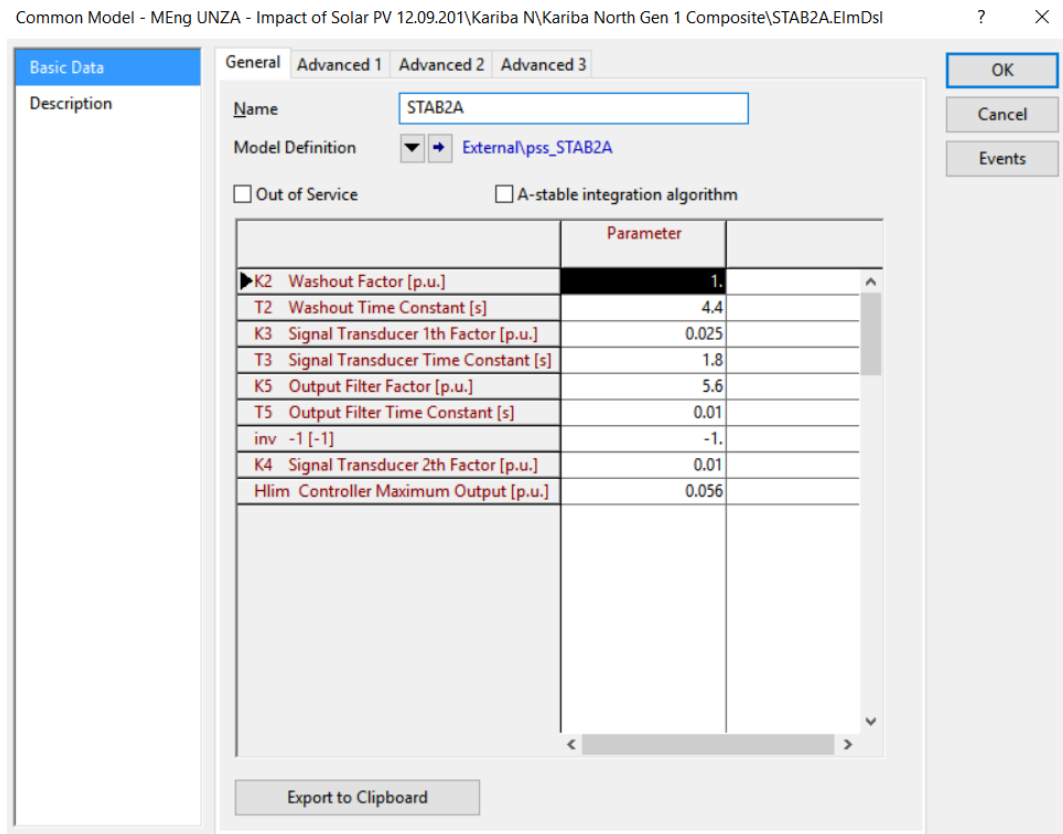 Common Model - MEng UNZA - Impact of Solar PV 12.09.201\Kariba N\Kariba North Gen 1 Composite\STAB2A.ElmDsl ? ×
Basic Data
Description
General Advanced 1 Advanced 2 Advanced 3
Name STAB2A
Model Definition External\pss_STAB2A
Out of Service A-stable integration algorithm
Parameter
K2 Washout Factor [p.u.] 1.
T2 Washout Time Constant [s] 4.4
K3 Signal Transducer 1th Factor [p.u.] 0.025
T3 Signal Transducer Time Constant [s] 1.8
K5 Output Filter Factor [p.u.] 5.6
T5 Output Filter Time Constant [s] 0.01
inv -1 [-1] -1.
K4 Signal Transducer 2th Factor [p.u.] 0.01
Hlim Controller Maximum Output [p.u.] 0.056
Export to Clipboard
OK
Cancel
Events